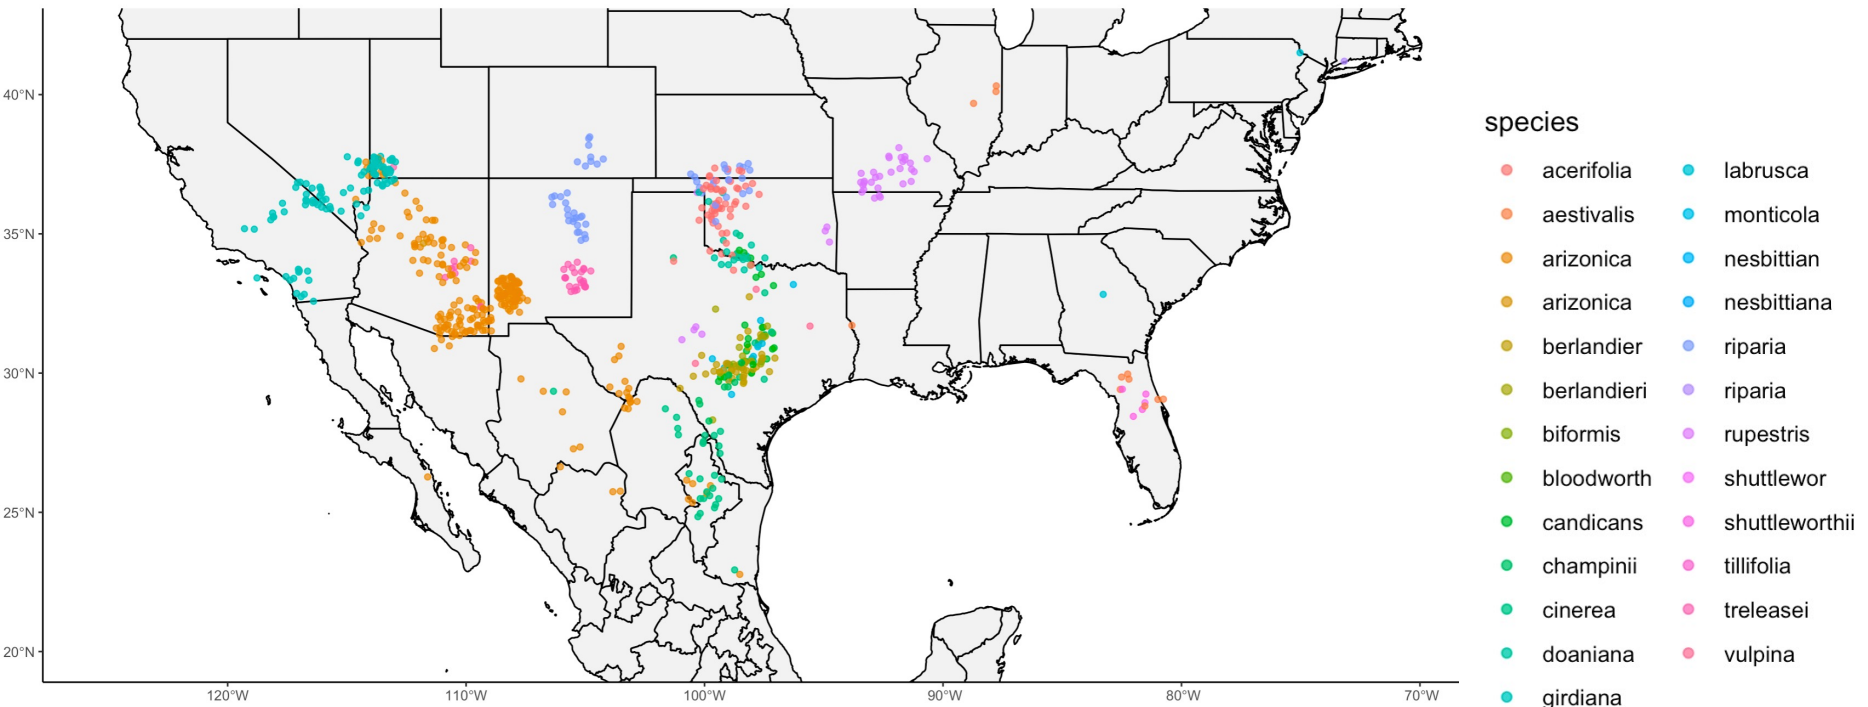 40°N
35°N
30°N
25°N
20°N
120°W 110°W 100°W 90°W 80°W 70°W
species
acerifolia labrusca
aestivalis monticola
arizonica nesbittian
arizonica nesbittiana
berlandier riparia
berlandieri riparia
biformis rupestris
bloodworth shuttlewor
candicans shuttleworthii
champinii tillifolia
cinerea treleasei
doaniana vulpina
girdiana